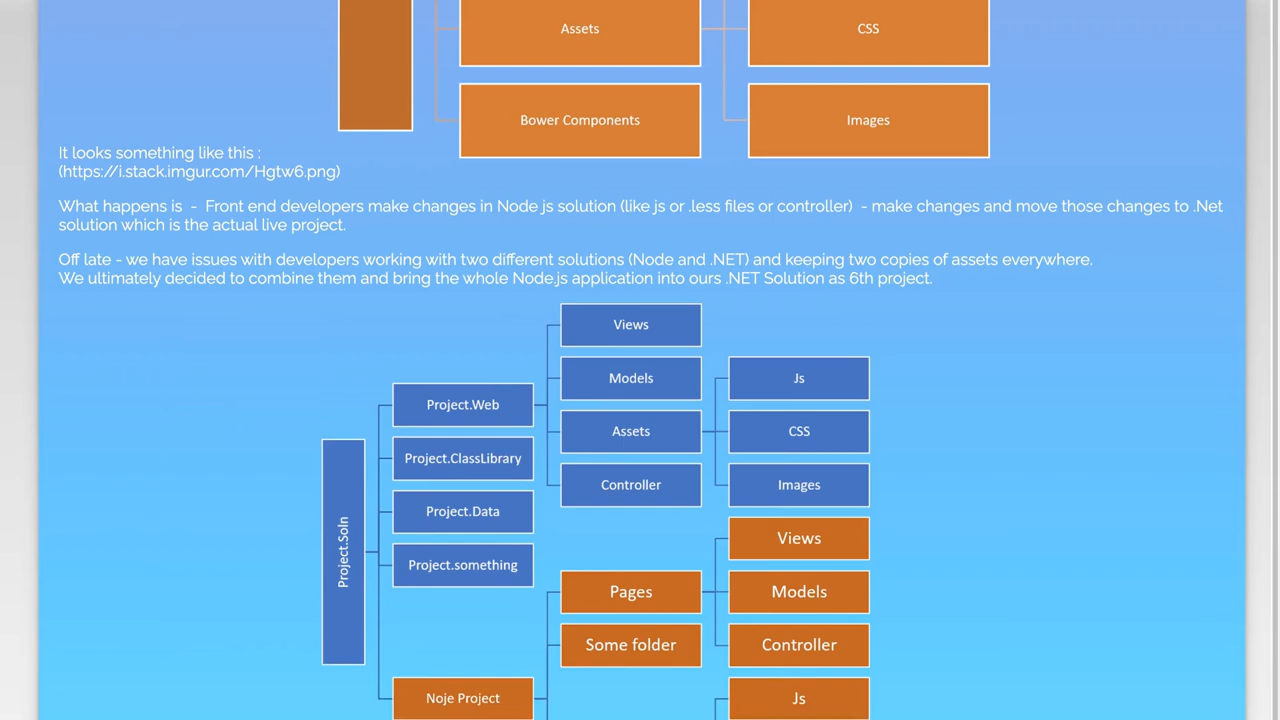 Assets
CSS
Bower Components
Images
It looks something like this :
(https://i.stack.imgur.com/Hgtw6.png)
What happens is - Front end developers make changes in Node js solution (like js or .less files or controller) - make changes and move those changes to .Net
solution which is the actual live project.
Off late - we have issues with developers working with two different solutions (Node and .NET) and keeping two copies of assets everywhere.
We ultimately decided to combine them and bring the whole Node.js application into ours .NET Solution as 6th project.
Views
Models
Js
Project.Web
Assets
CSS
Project.ClassLibrary
Controller
Images
Project.Data
Views
Project.Soln
Project.something
Pages
Models
Some folder
Controller
Noje Project
Js